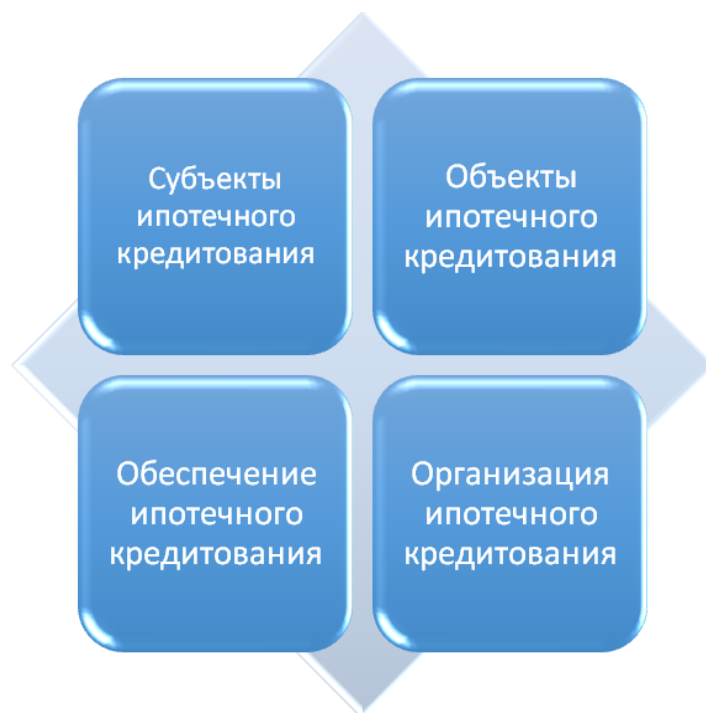 Субъекты
ипотечного
кредитования
Объекты
ипотечного
кредитования
Обеспечение
ипотечного
кредитования
Организация
ипотечного
кредитования